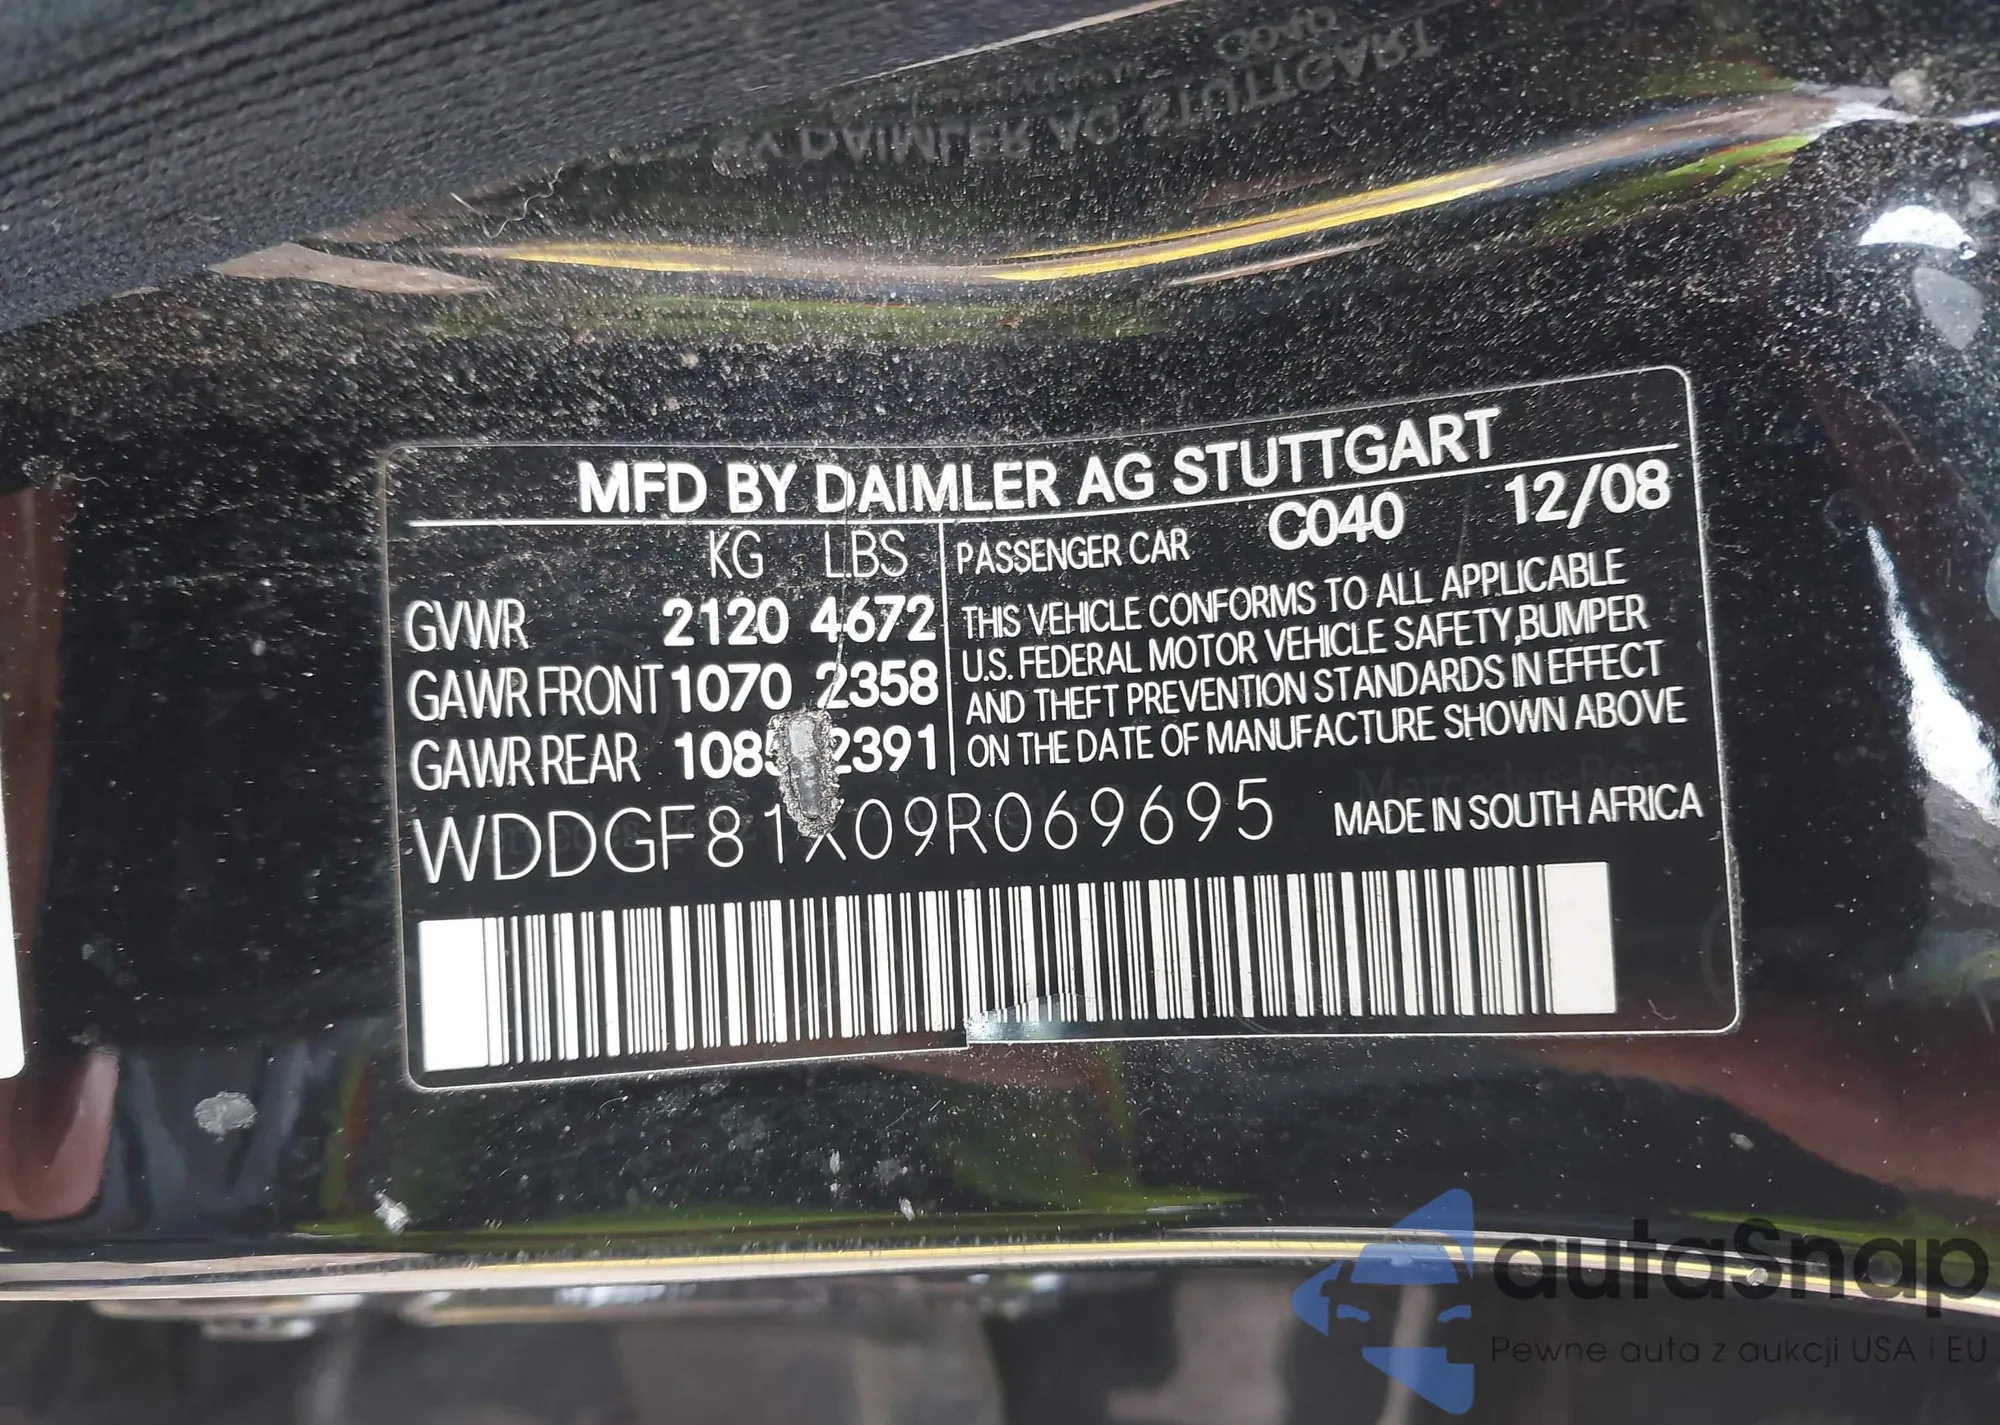 MFD BY DAIMLER AG STUTTGART
KG LBS
PASSENGER CAR C040 12/08
GVWR 2120 4672
GAWR FRONT 1070 2358
GAWR REAR 1085 2391
THIS VEHICLE CONFORMS TO ALL APPLICABLE
U.S. FEDERAL MOTOR VEHICLE SAFETY,BUMPER
AND THEFT PREVENTION STANDARDS IN EFFECT
ON THE DATE OF MANUFACTURE SHOWN ABOVE
WDDGF81X09R069695 MADE IN SOUTH AFRICA
autaSnap
Pewne auta z aukcji USA i EU